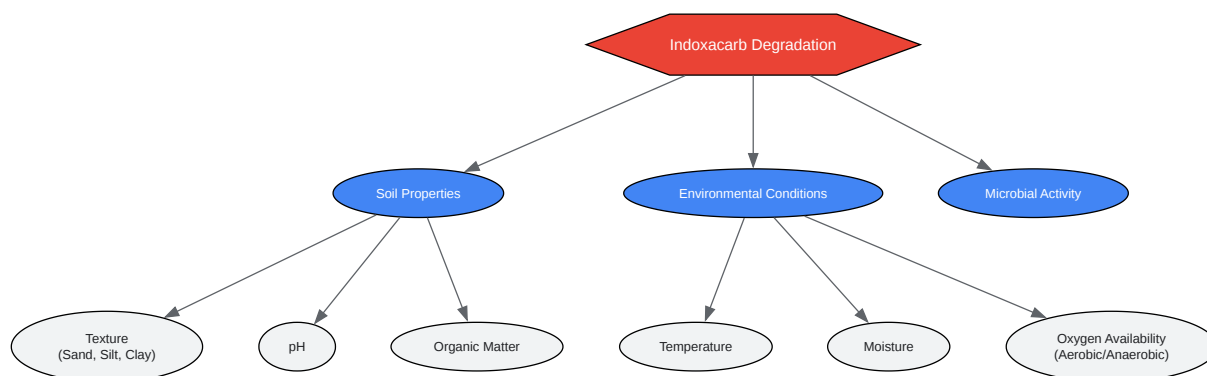 Indoxacarb Degradation
Soil Properties
Environmental Conditions
Microbial Activity
Texture
(Sand, Silt, Clay)
pH
Organic Matter
Temperature
Moisture
Oxygen Availability
(Aerobic/Anaerobic)